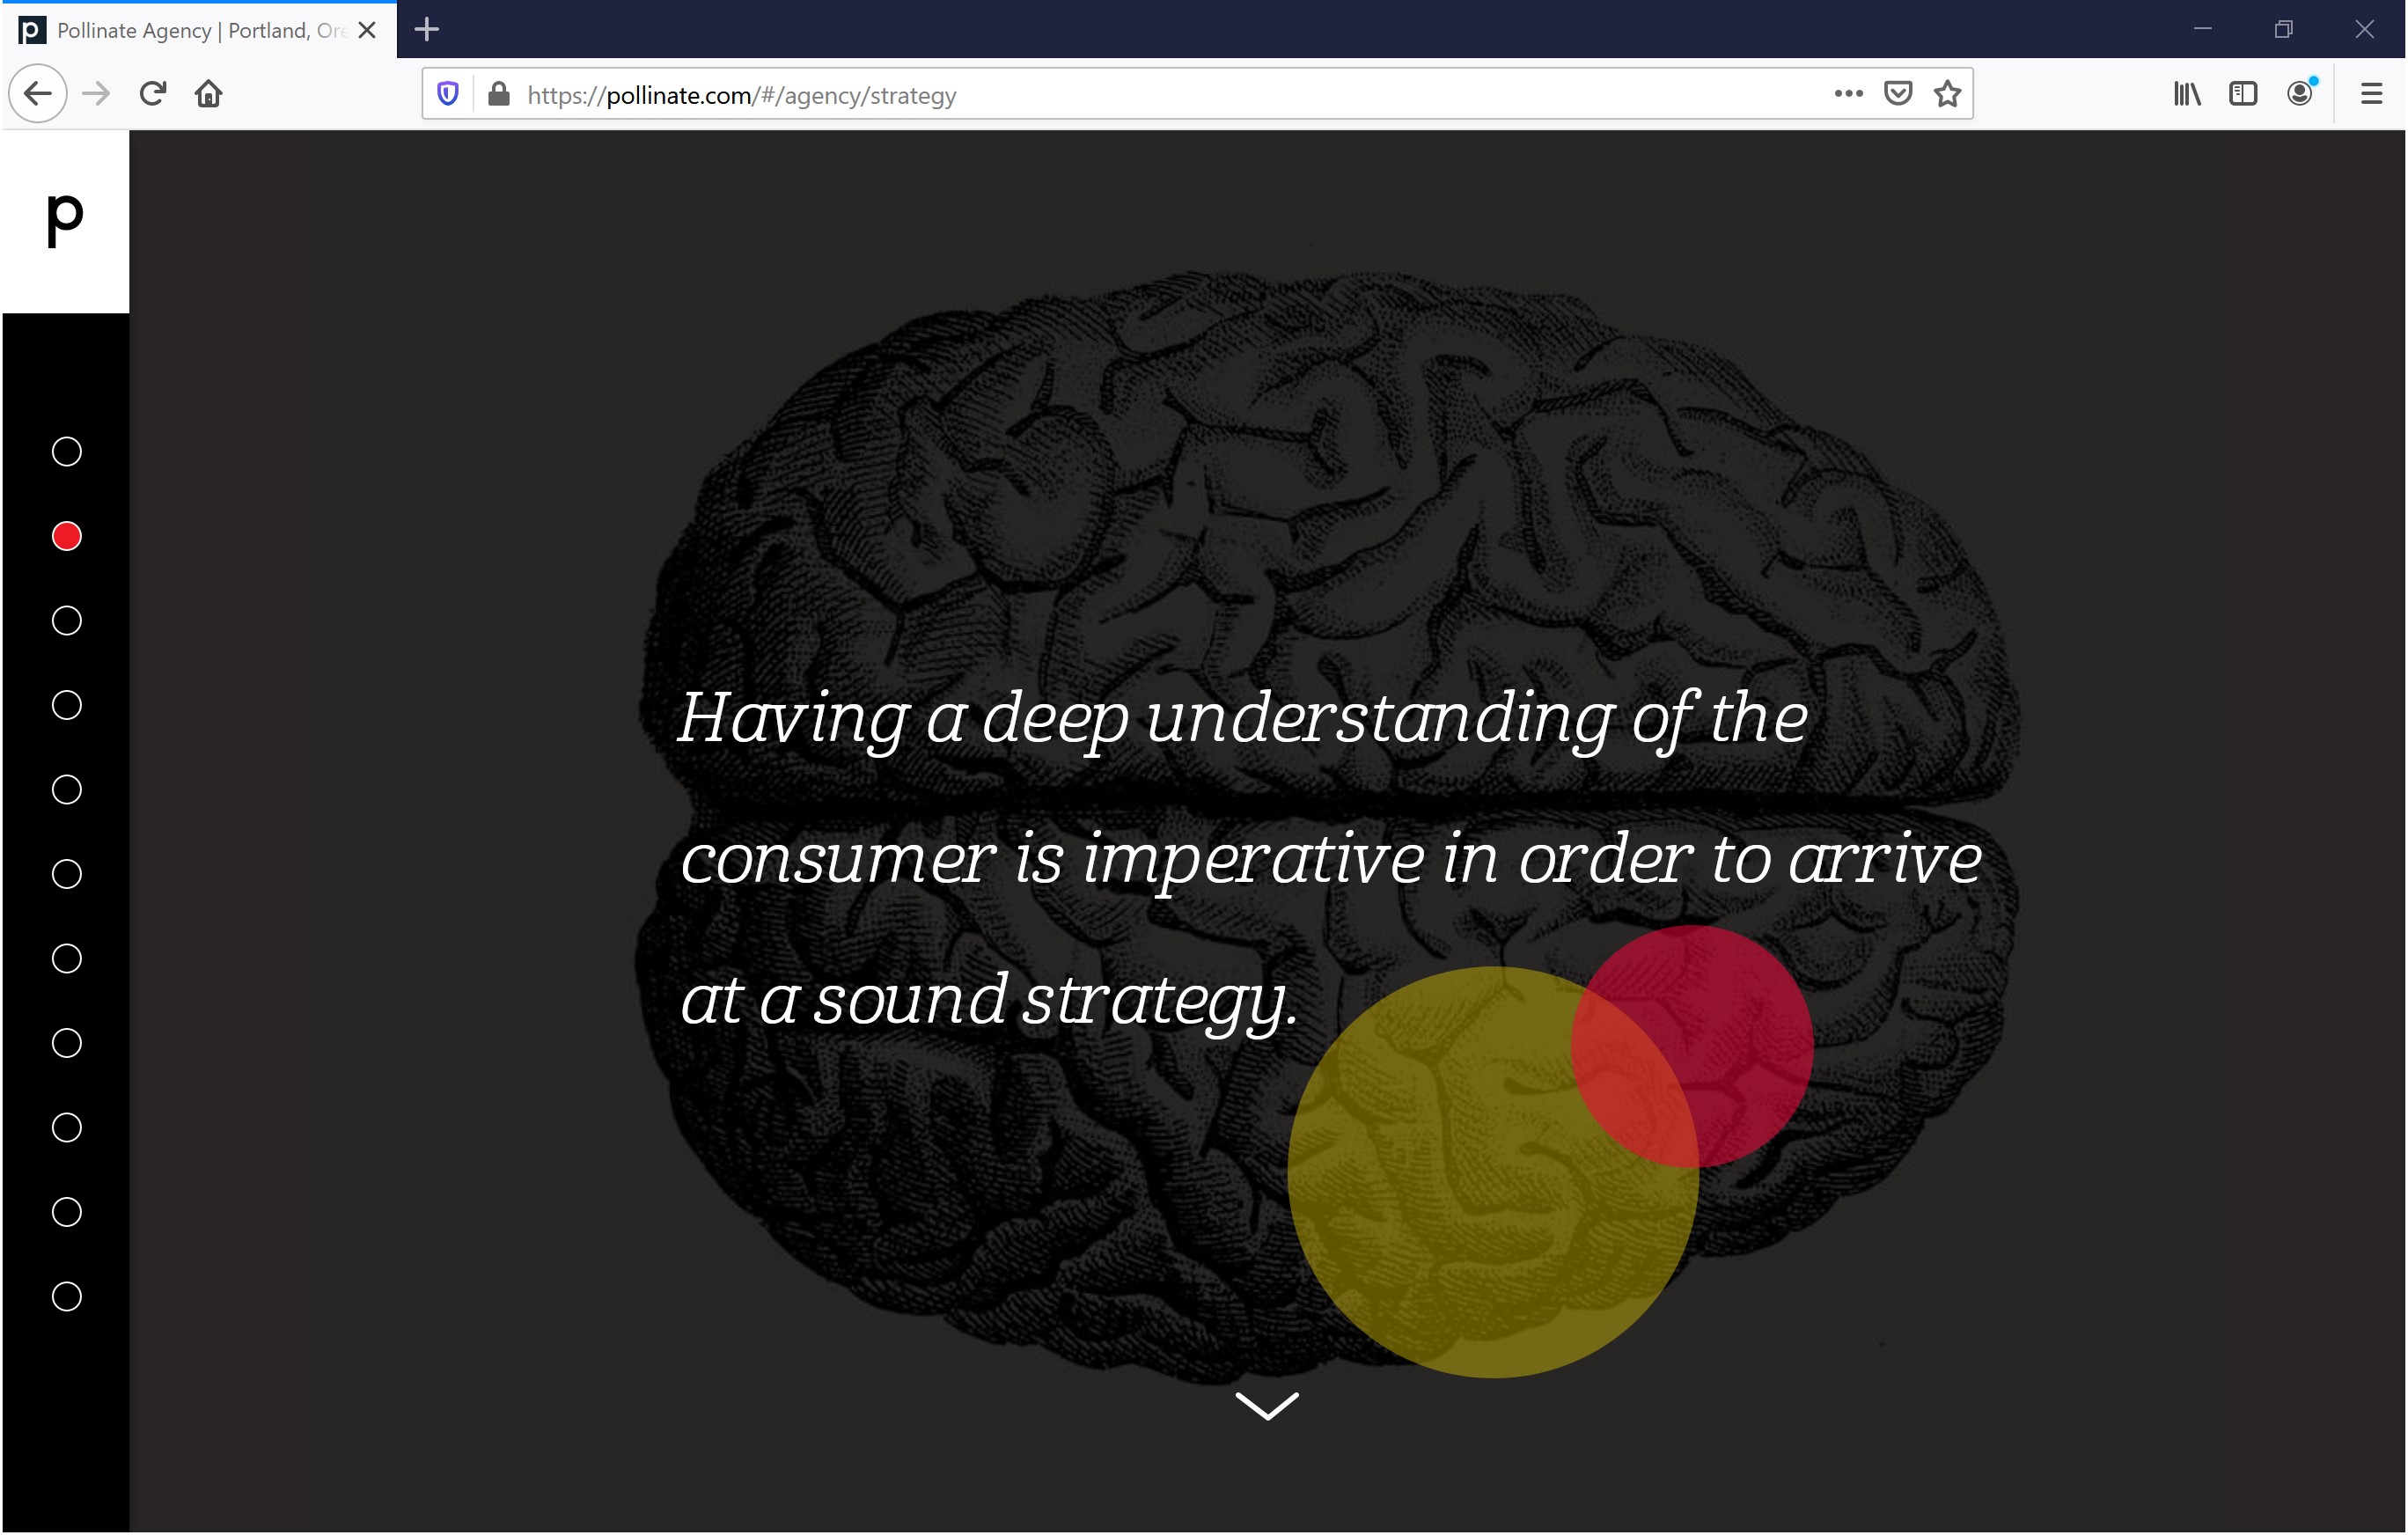 Pollinate Agency | Portland, Ore
https://pollinate.com/#/agency/strategy
p
Having a deep understanding of the
consumer is imperative in order to arrive
at a sound strategy.